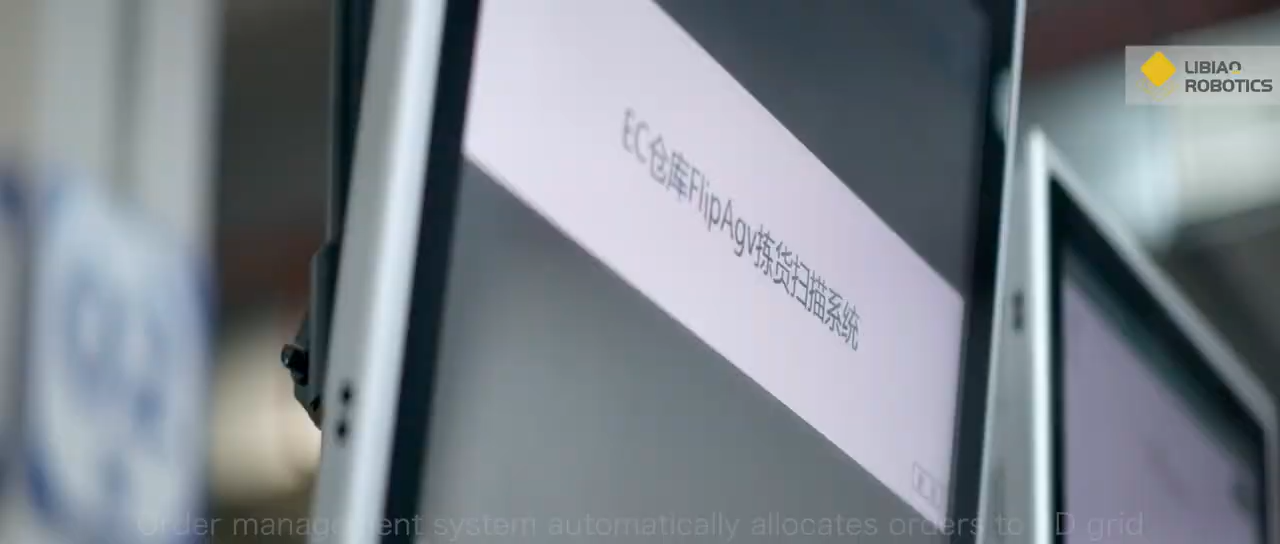 LIBIAO
ROBOTICS
EC仓库FlipAgv拣货扫描系统
Order management system automatically allocates orders to D grid